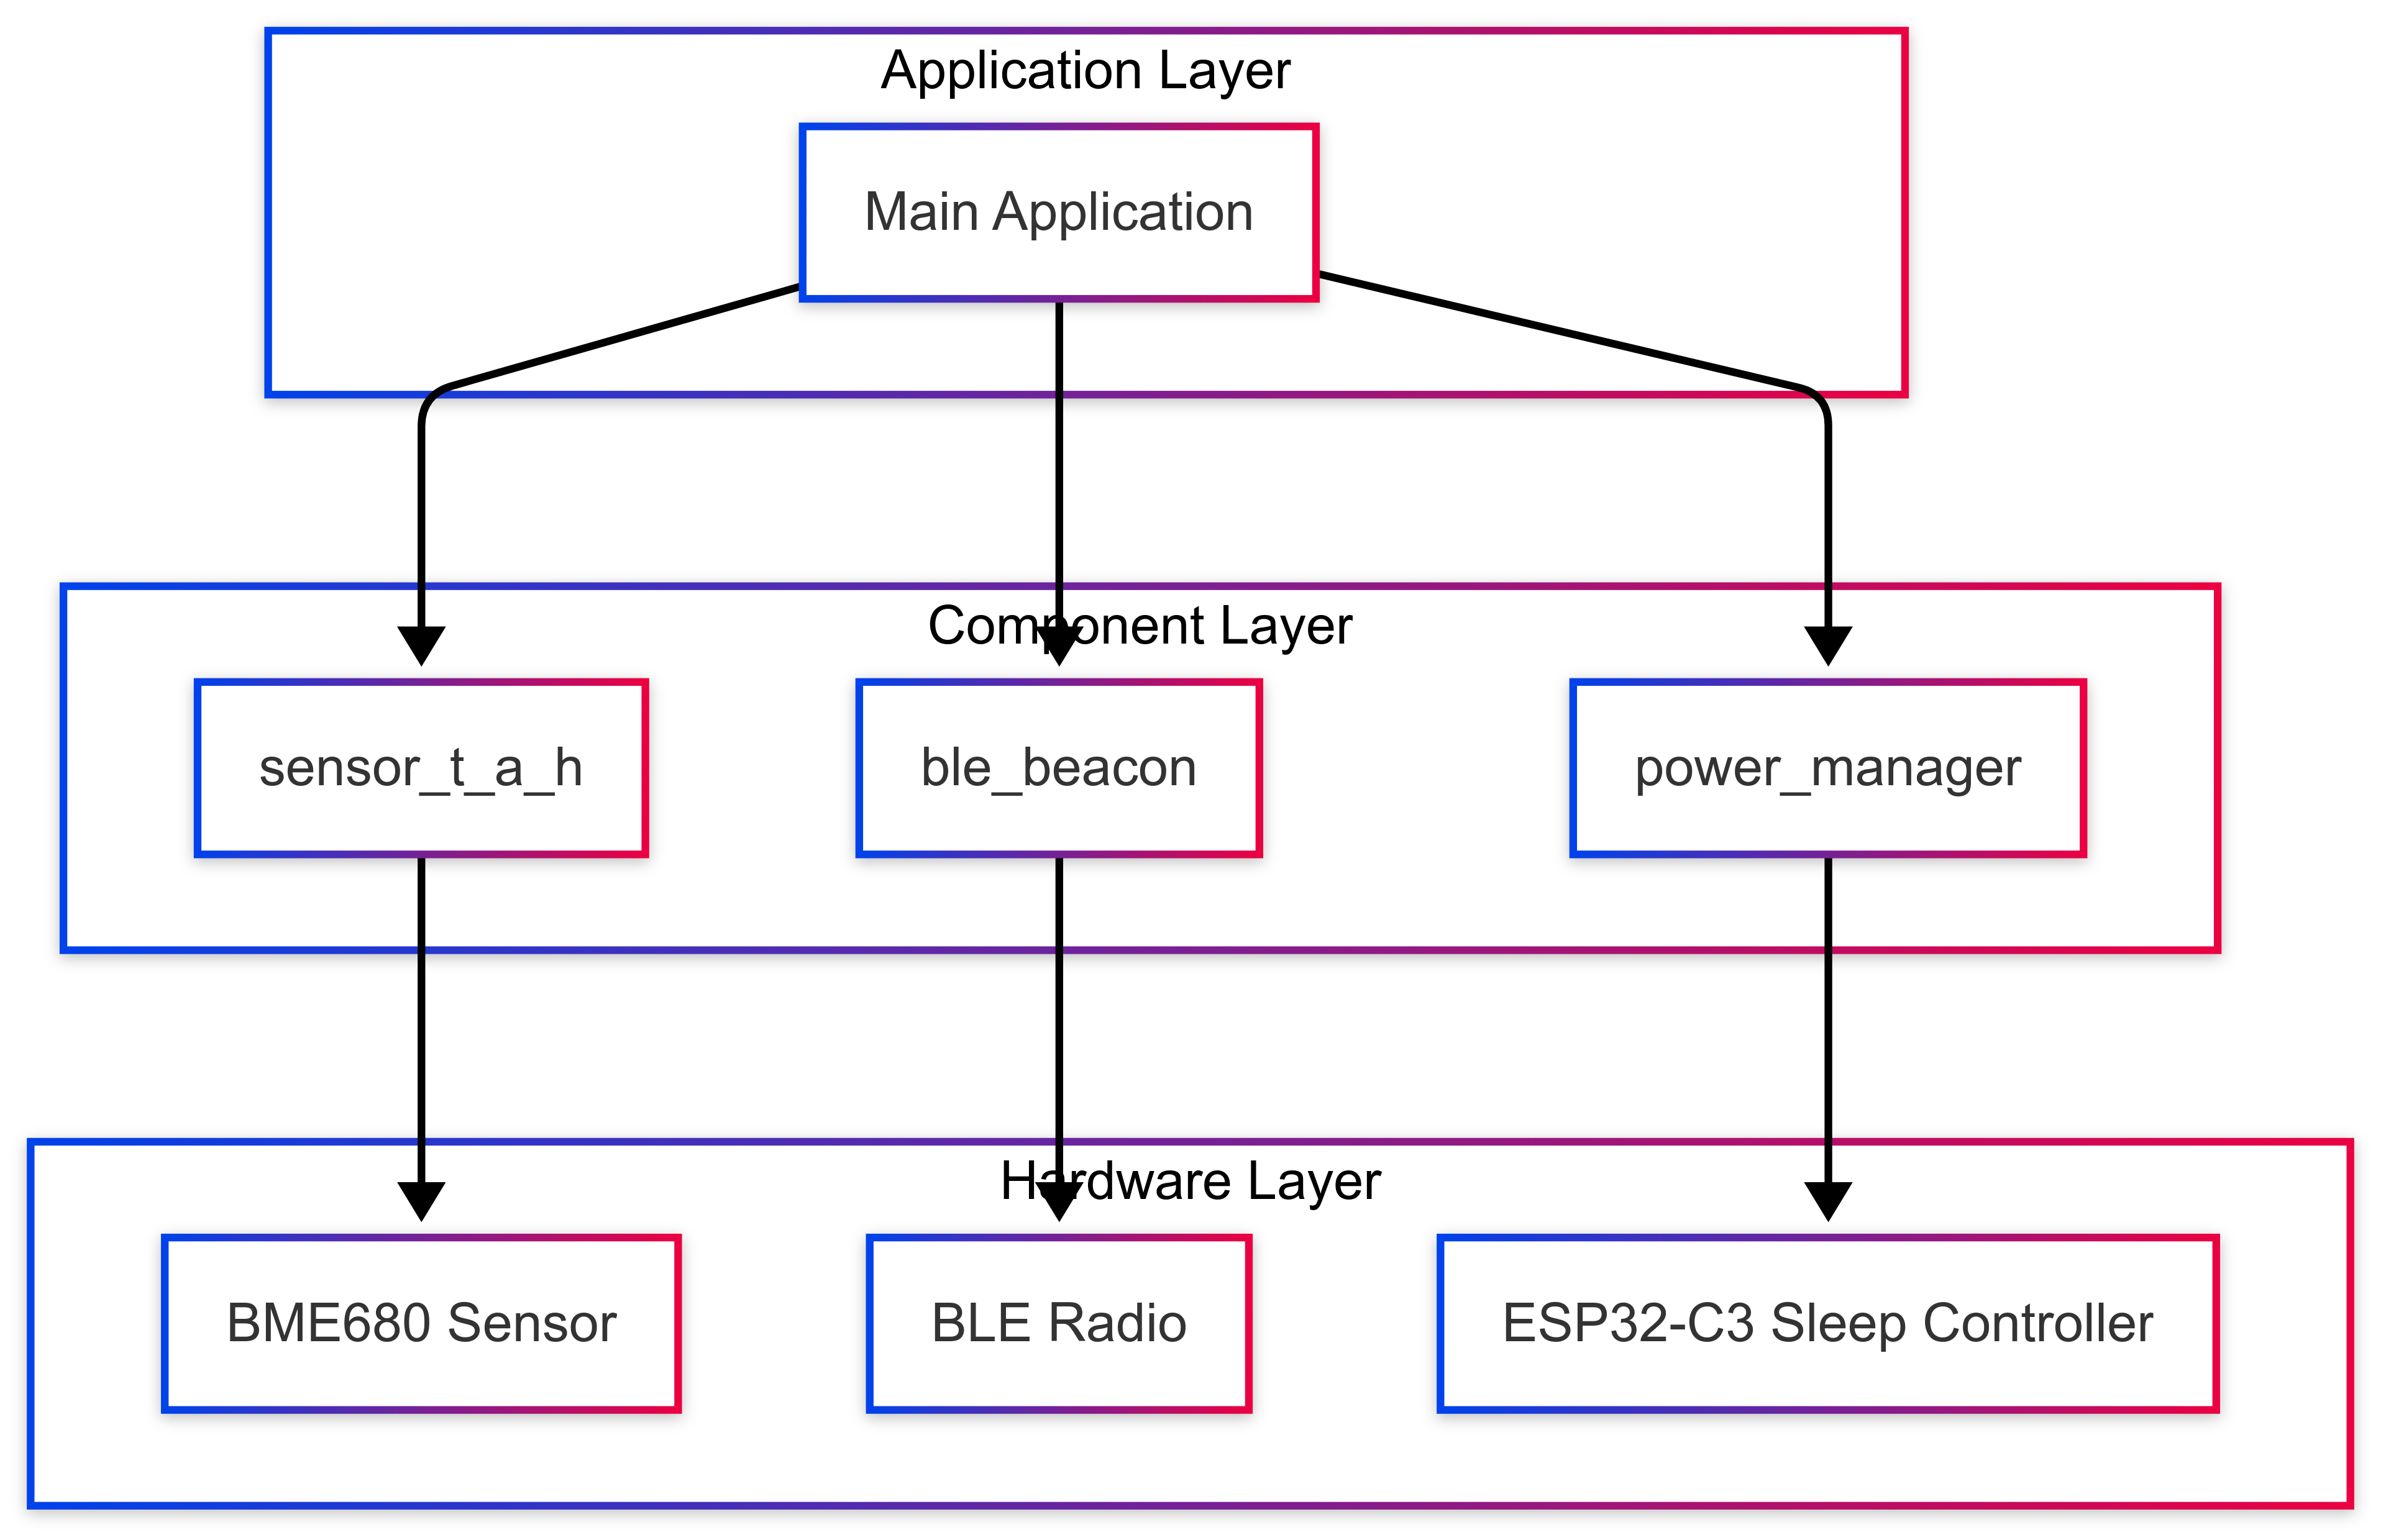 Application Layer
Main Application
Component Layer
sensor_t_a_h
ble_beacon
power_manager
Hardware Layer
BME680 Sensor
BLE Radio
ESP32-C3 Sleep Controller